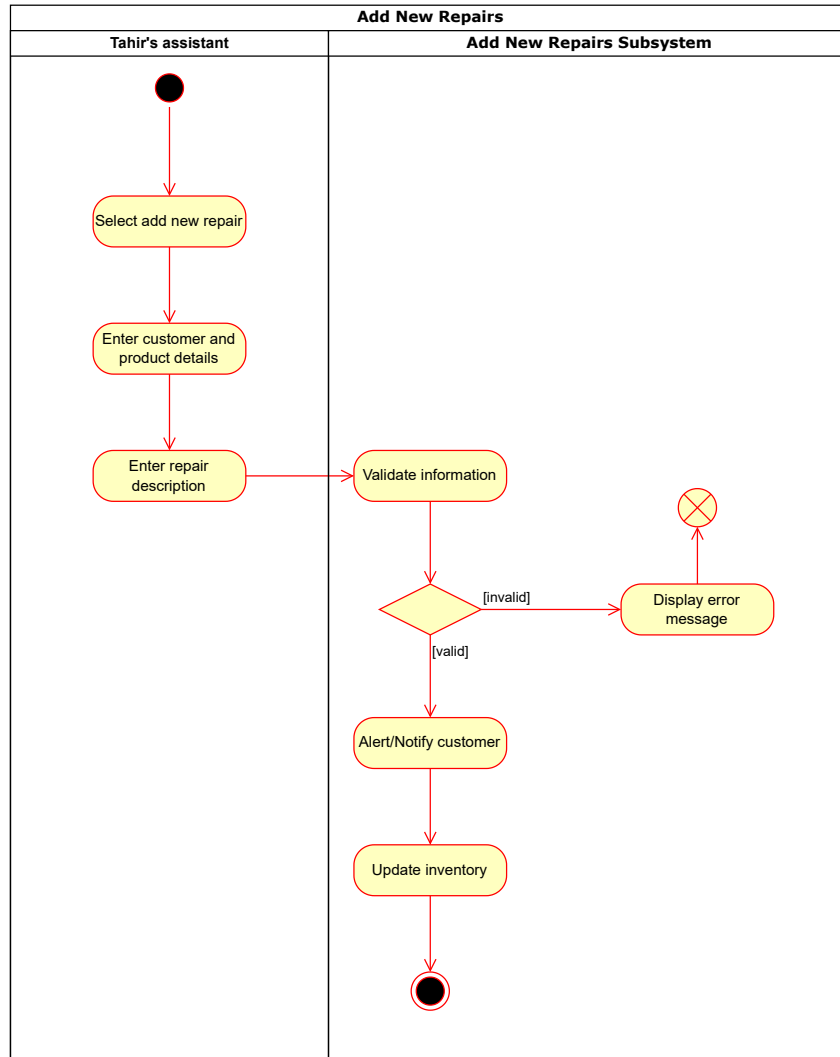 Add New Repairs
Tahir's assistant
Add New Repairs Subsystem
Select add new repair
Enter customer and
product details
Enter repair
description
Validate information
[invalid]
Display error
message
[valid]
Alert/Notify customer
Update inventory